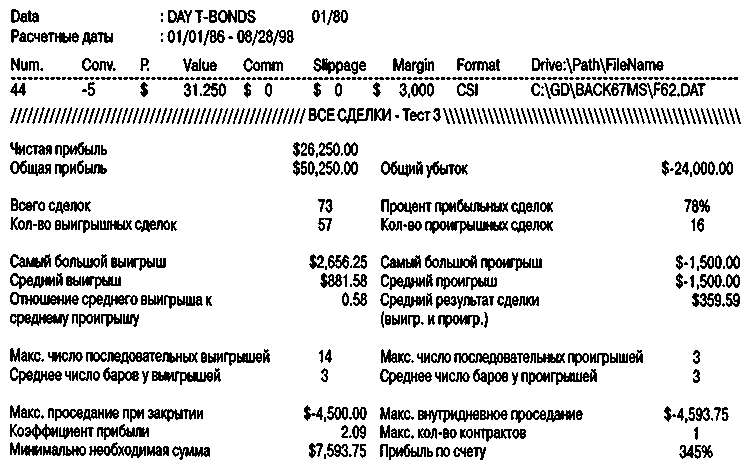 Data : DAY T-BONDS 01/80
Расчетные даты : 01/01/86 - 08/28/98
Num. Conv. P. Value Comm Slippage Margin Format Drive:\Path\FileName
44 -5 $ 31.250 $ 0 $ 0 $ 3,000 CSI C:\GD\BACK67MS\F62.DAT
////////////////////////////////////////// ВСЕ СДЕЛКИ - Тест 3 \\\\\\\\\\\\\\\\\\\\\\\\\\\\\\\\\\\\\\\\\\
Чистая прибыль $26,250.00
Общая прибыль $50,250.00 Общий убыток $-24,000.00
Всего сделок 73 Процент прибыльных сделок 78%
Кол-во выигрышных сделок 57 Кол-во проигрышных сделок 16
Самый большой выигрыш $2,656.25 Самый большой проигрыш $-1,500.00
Средний выигрыш $881.58 Средний проигрыш $-1,500.00
Отношение среднего выигрыша к 0.58 Средний результат сделки $359.59
среднему проигрышу (выигр. и проигр.)
Макс. число последовательных выигрышей 14 Макс. число последовательных проигрышей 3
Среднее число баров у выигрышей 3 Среднее число баров у проигрышей 3
Макс. проседание при закрытии $-4,500.00 Макс. внутридневное проседание $-4,593.75
Коэффициент прибыли 2.09 Макс. кол-во контрактов 1
Минимально необходимая сумма $7,593.75 Прибыль по счету 345%